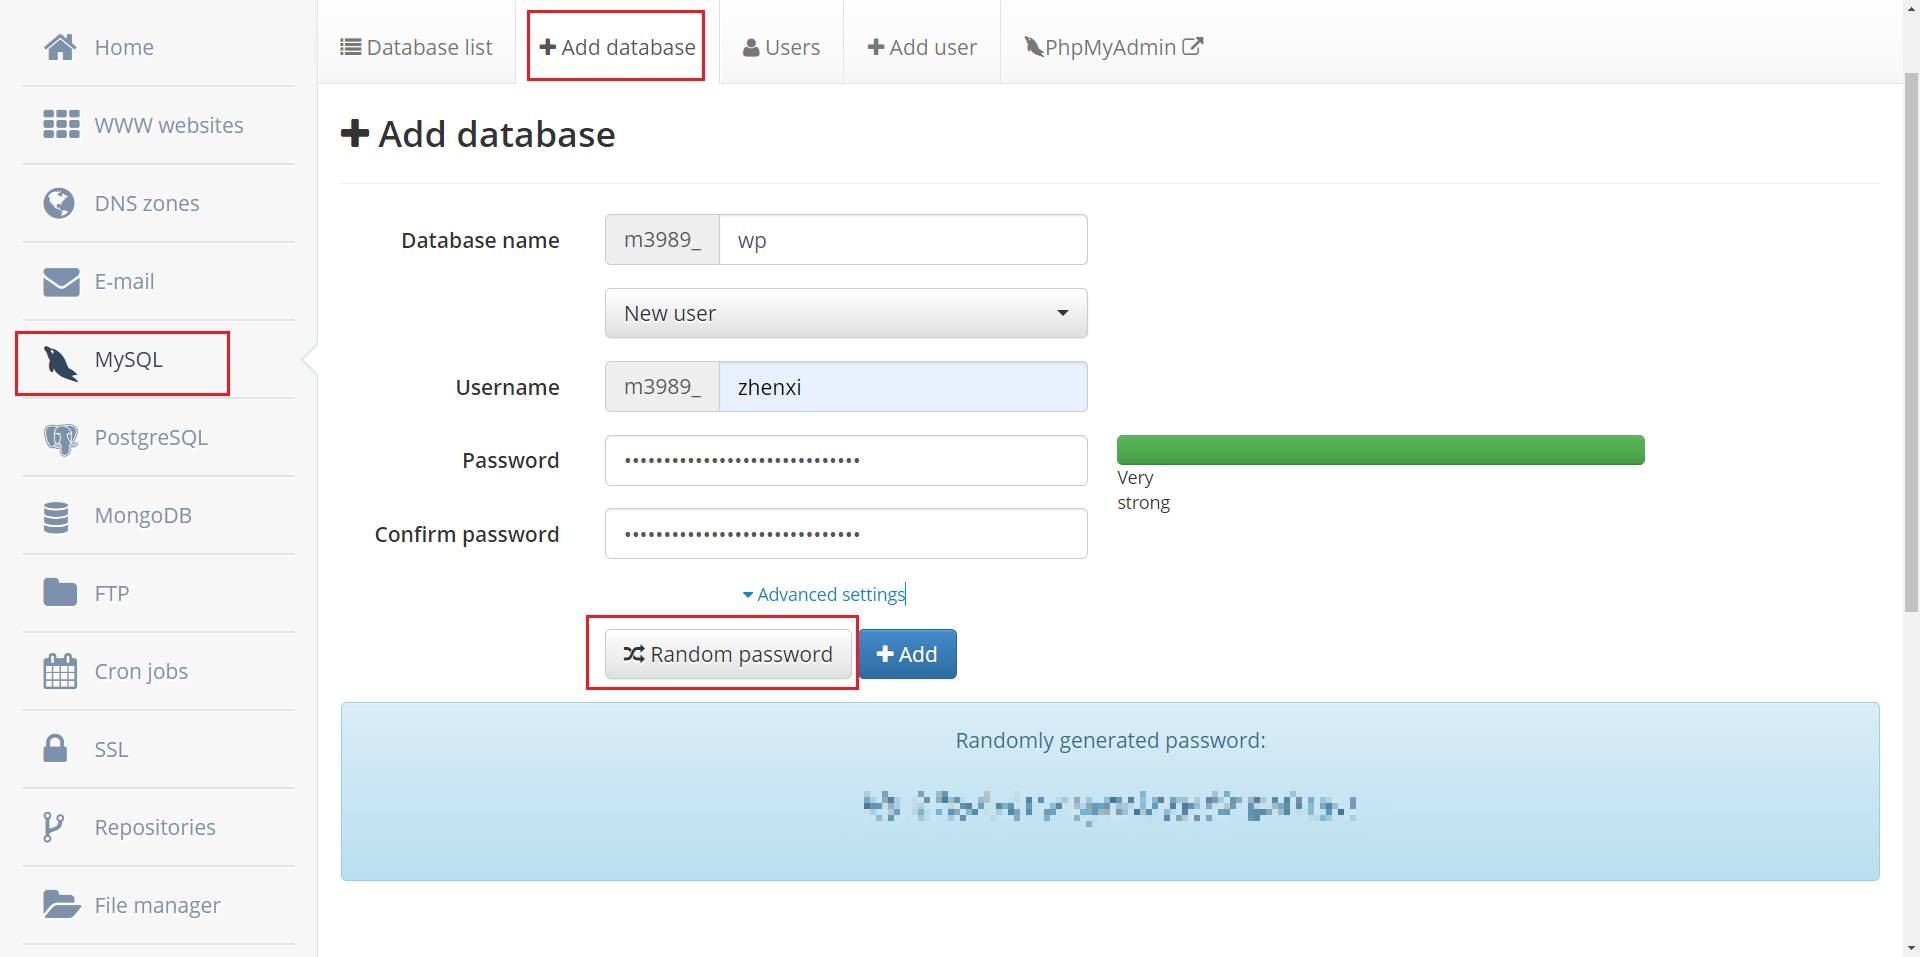 Home
WWW websites
DNS zones
E-mail
MySQL
PostgreSQL
MongoDB
FTP
Cron jobs
SSL
Repositories
File manager
Database list
Add database
Users
Add user
PhpMyAdmin
Add database
Database name
m3989_
wp
New user
Username
m3989_
zhenxi
Password
••••••••••••••••••••••••••••••
Very
strong
Confirm password
••••••••••••••••••••••••••••••
Advanced settings
Random password
Add
Randomly generated password: